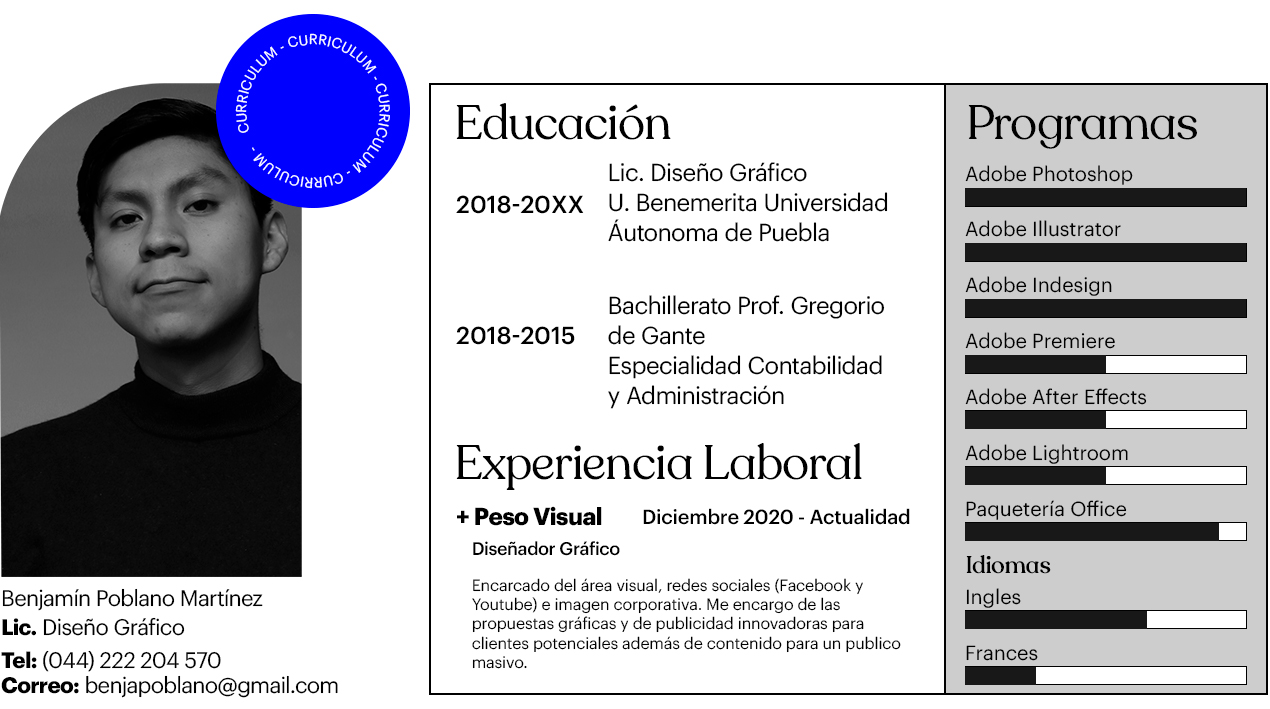 CURRICULUM - CURRICULUM - CURRICULUM - CURRICULUM - CURRICULUM -
Benjamín Poblano Martínez
Lic. Diseño Gráfico
Tel: (044) 222 204 570
Correo: benjapoblano@gmail.com
Educación
2018-20XX
Lic. Diseño Gráfico
U. Benemerita Universidad
Áutonoma de Puebla
2018-2015
Bachillerato Prof. Gregorio
de Gante
Especialidad Contabilidad
y Administración
Experiencia Laboral
+ Peso Visual Diciembre 2020 - Actualidad
Diseñador Gráfico
Encarcado del área visual, redes sociales (Facebook y
Youtube) e imagen corporativa. Me encargo de las
propuestas gráficas y de publicidad innovadoras para
clientes potenciales además de contenido para un publico
masivo.
Programas
Adobe Photoshop
Adobe Illustrator
Adobe Indesign
Adobe Premiere
Adobe After Effects
Adobe Lightroom
Paquetería Office
Idiomas
Ingles
Frances